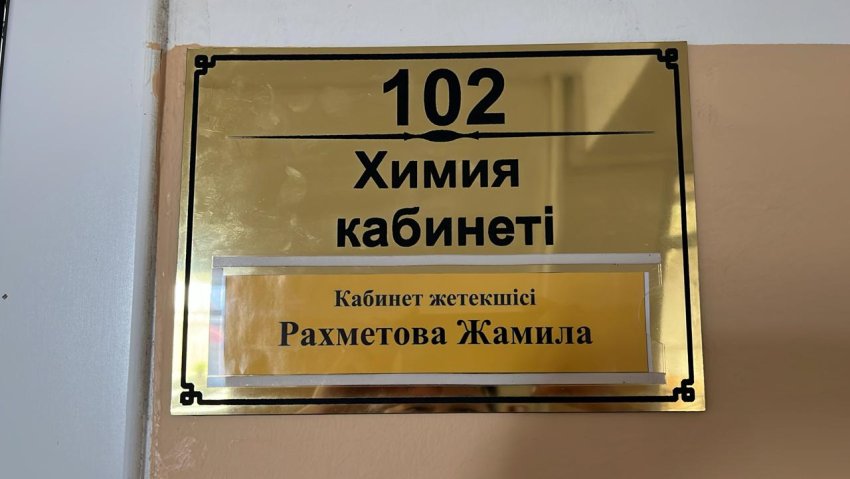 102
Химия
кабинеті
Кабинет жетекшісі
Рахметова Жамила